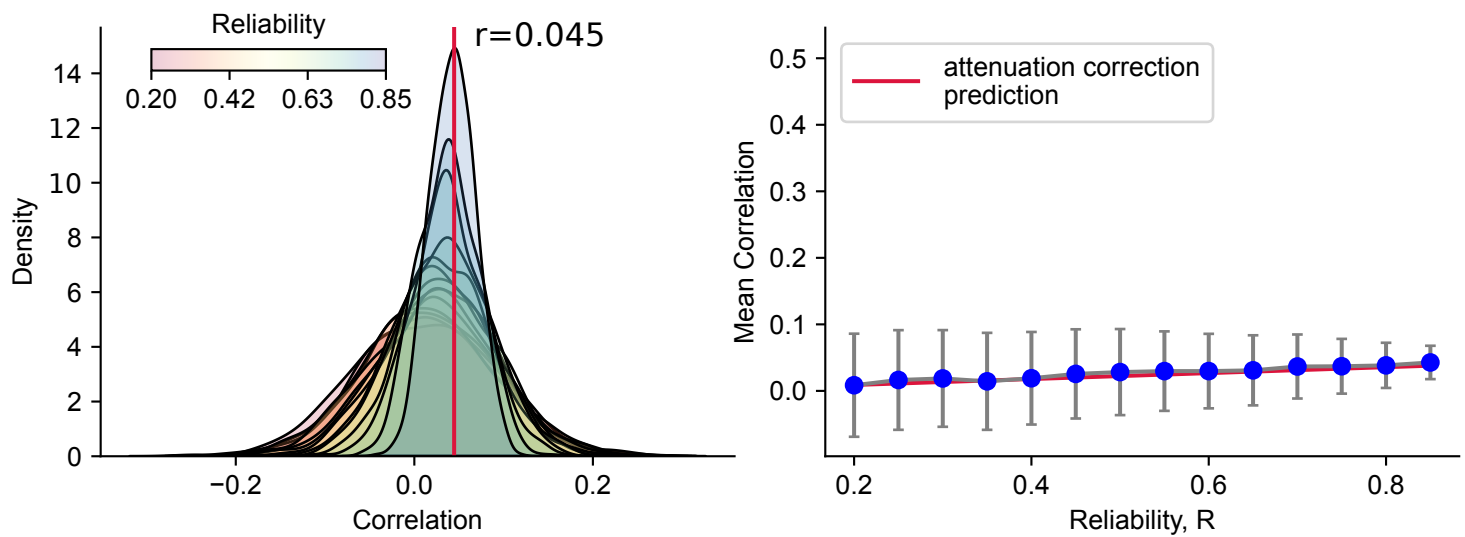 Reliability
0.20 0.42 0.63 0.85
r=0.045
14
12
10
8
6
4
2
0
Density
−0.2 0.0 0.2
Correlation
attenuation correction
prediction
0.5
0.4
0.3
0.2
0.1
0.0
Mean Correlation
0.2 0.4 0.6 0.8
Reliability, R